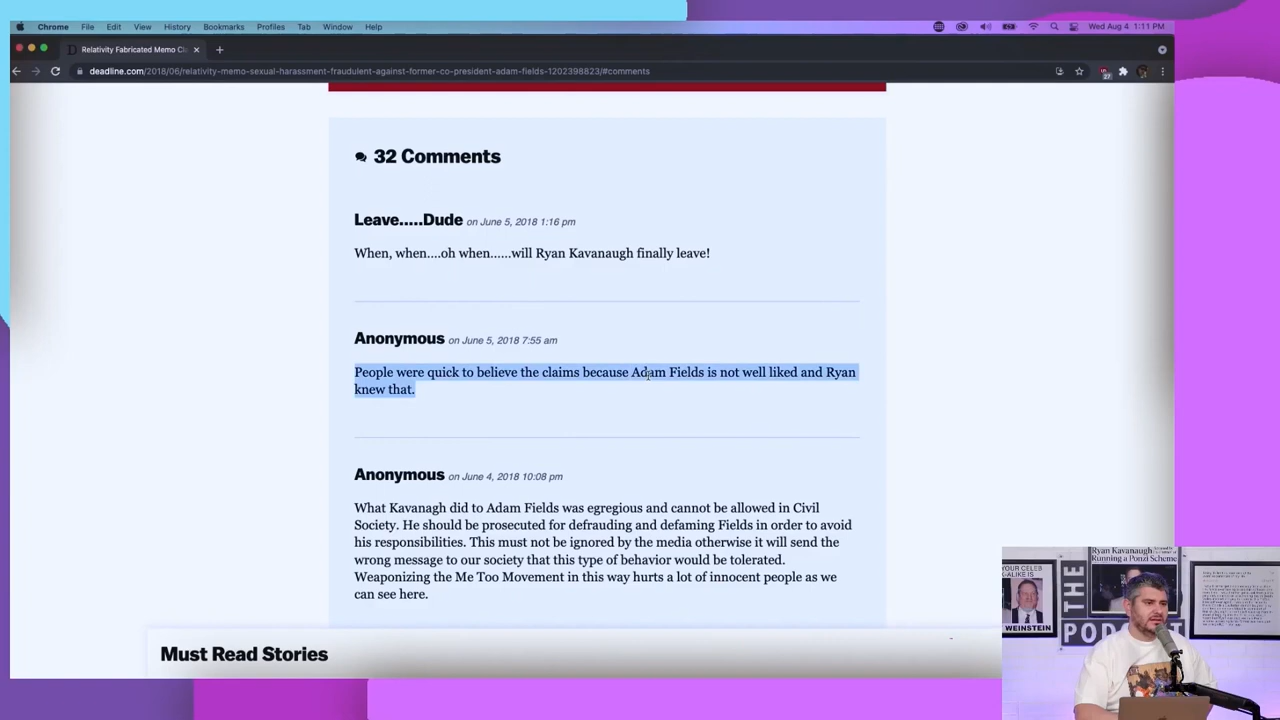 Chrome File Edit View History Bookmarks Profiles Tab Window Help Wed Aug 4 1:11 PM
Relativity Fabricated Memo Cla
deadline.com/2018/06/relativity-memo-sexual-harassment-fraudulent-against-former-co-president-adam-fields-1202398823/#comments
27
32 Comments
Leave.....Dude on June 5, 2018 1:16 pm
When, when....oh when......will Ryan Kavanaugh finally leave!
Anonymous on June 5, 2018 7:55 am
People were quick to believe the claims because Adam Fields is not well liked and Ryan
knew that.
Anonymous on June 4, 2018 10:08 pm
What Kavanagh did to Adam Fields was egregious and cannot be allowed in Civil
Society. He should be prosecuted for defrauding and defaming Fields in order to avoid
his responsibilities. This must not be ignored by the media otherwise it will send the
wrong message to our society that this type of behavior would be tolerated.
Weaponizing the Me Too Movement in this way hurts a lot of innocent people as we
can see here.
Must Read Stories
YOUR CELEB
K-ALIKE IS
WEINSTEIN
THE
PODC
Ryan Kavanaugh
Running a Ponzi Scheme